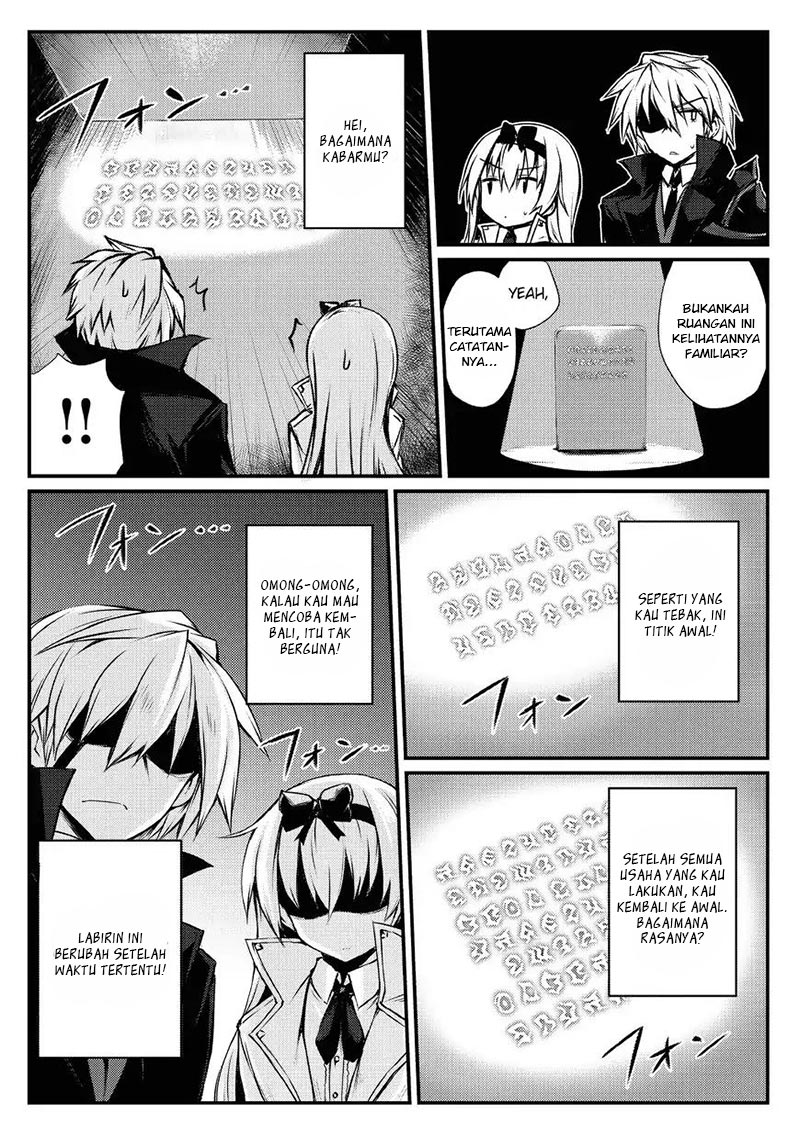 BUKANKAH
RUANGAN INI
KELIHATANNYA
FAMILIAR?
YEAH,
TERUTAMA
CATATAN-
NYA...
フォン…
HEI,
BAGAIMANA
KABARMU?
!!
SEPERTI YANG
KAU TEBAK, INI
TITIK AWAL!
フォン
SETELAH SEMUA
USAHA YANG KAU
LAKUKAN, KAU
KEMBALI KE AWAL.
BAGAIMANA
RASANYA?
フォン
フォン…
OMONG-OMONG,
KALAU KAU MAU
MENCOBA KEM-
BALI, ITU TAK
BERGUNA!
フォン
LABIRIN INI
BERUBAH SETELAH
WAKTU TERTENTU!